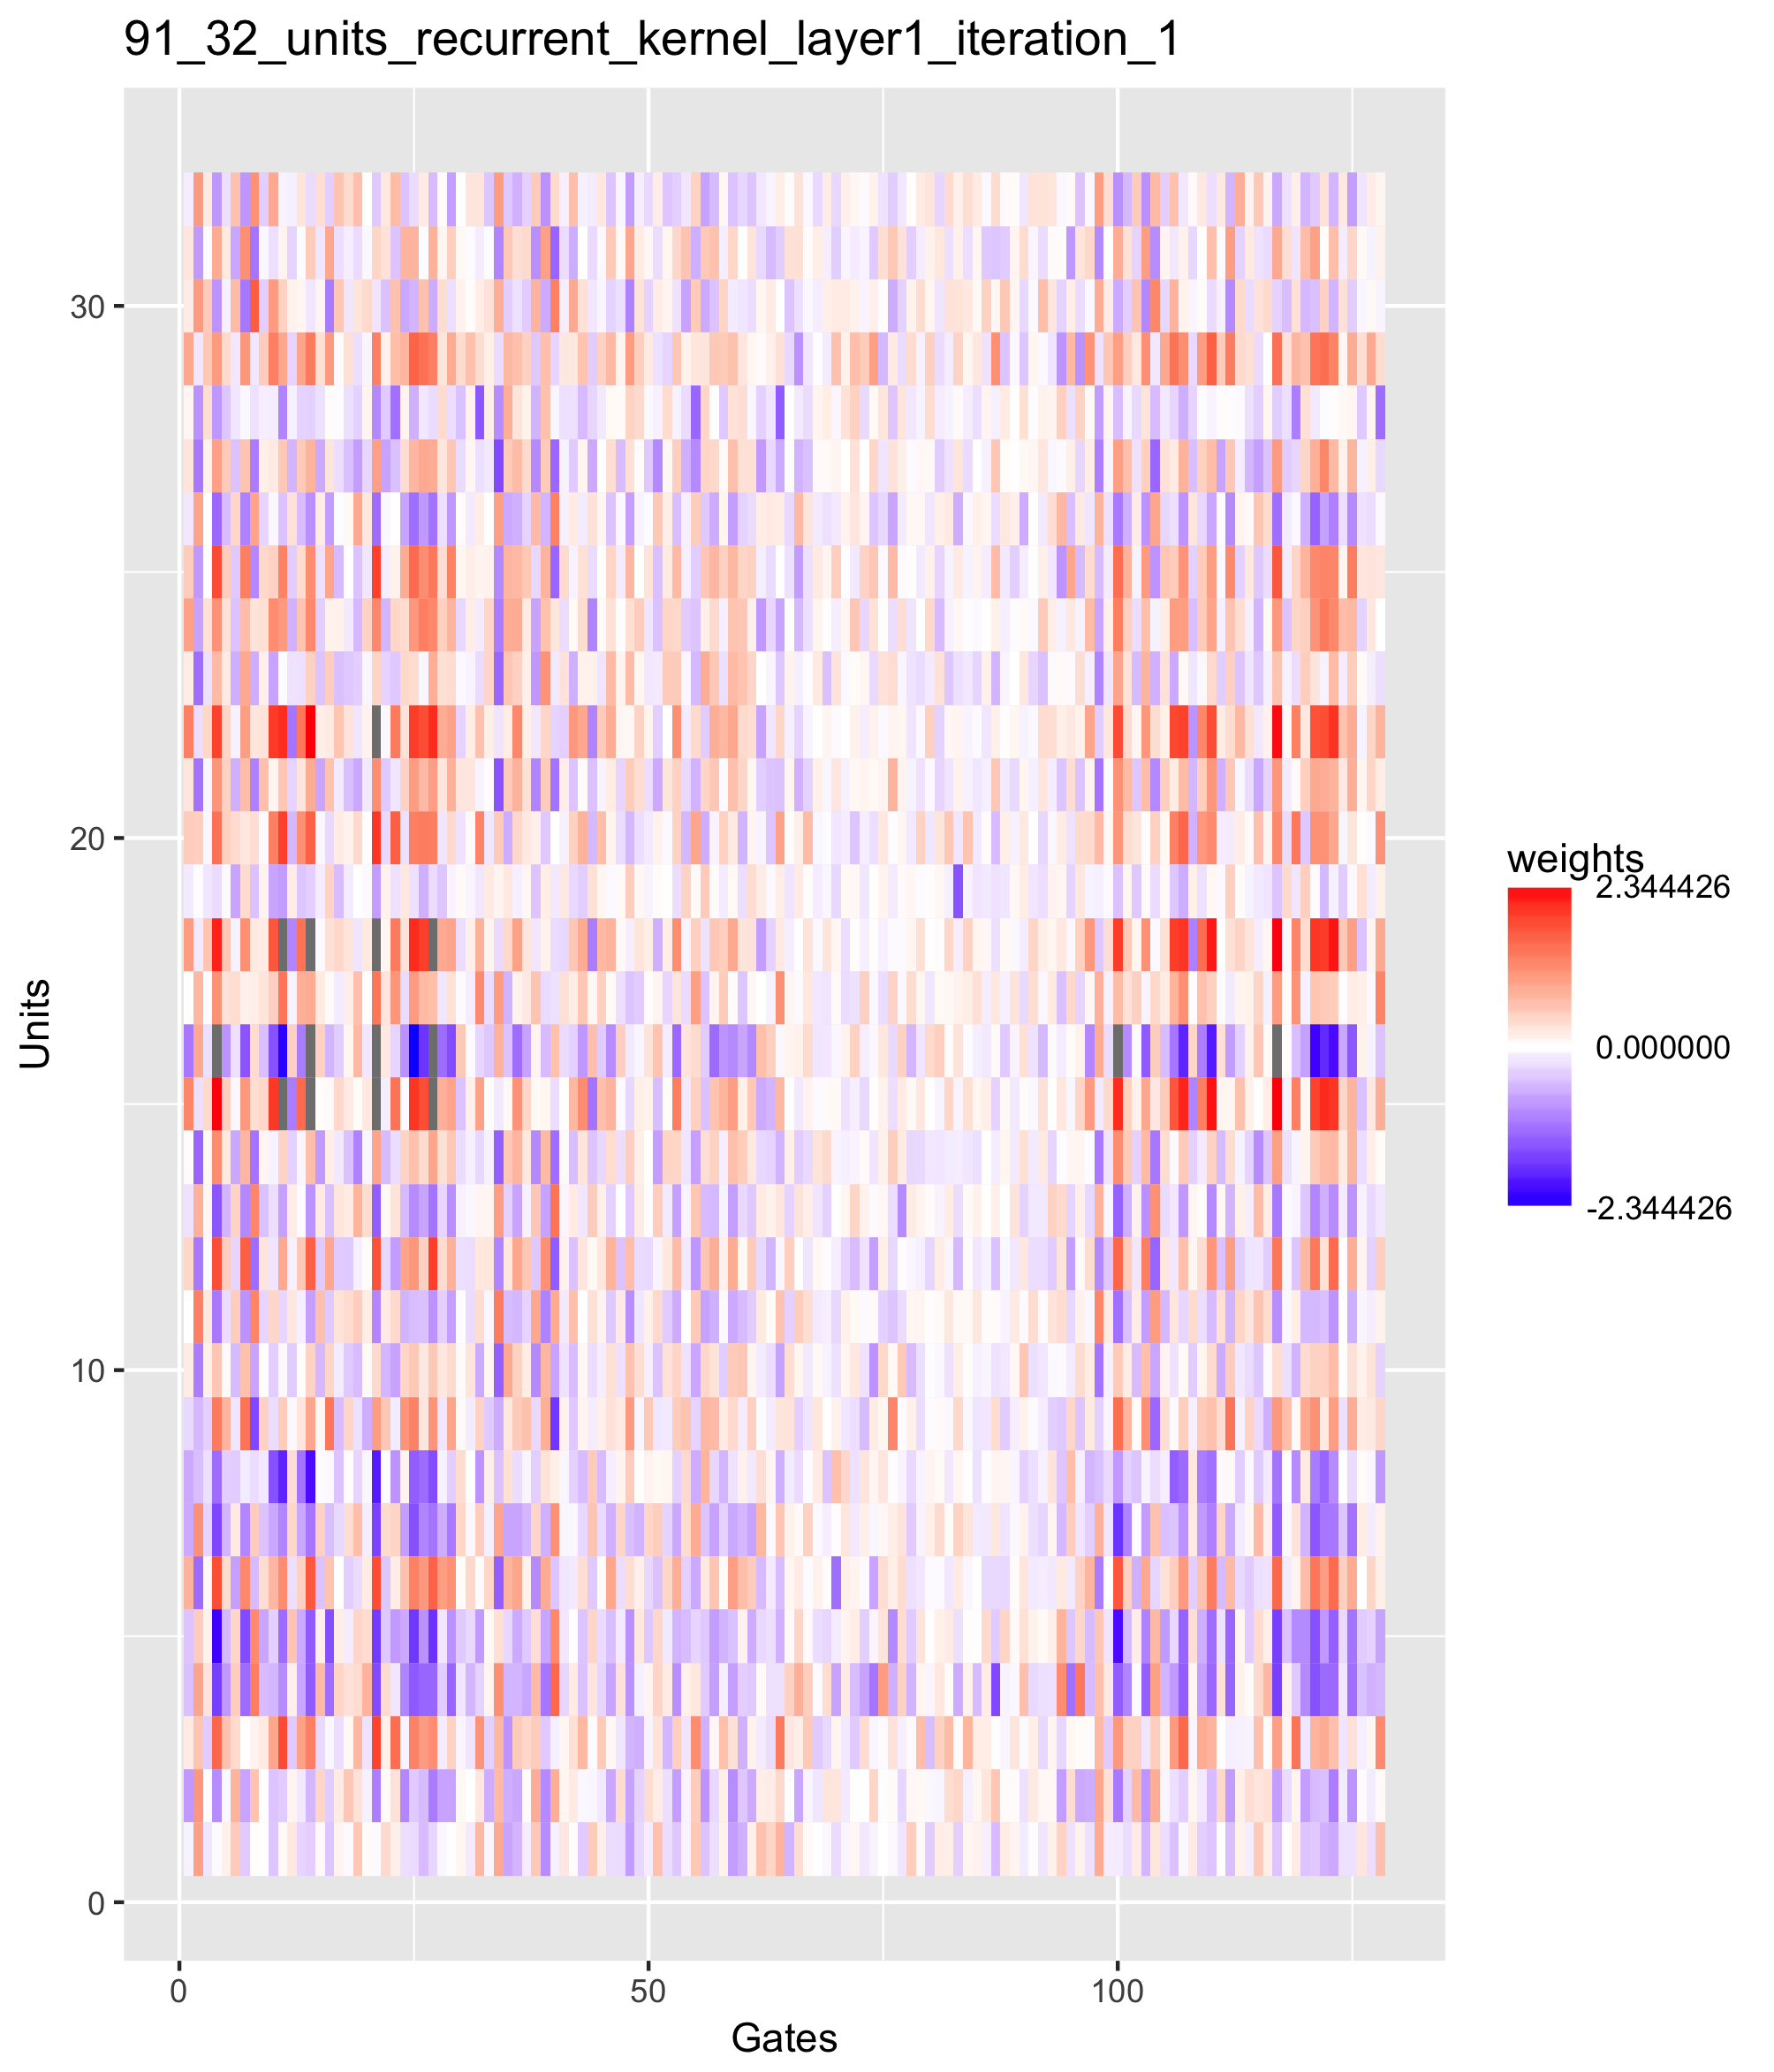 91_32_units_recurrent_kernel_layer1_iteration_1
30
20
10
0
Units
0 50 100
Gates
weights
2.344426
0.000000
-2.344426